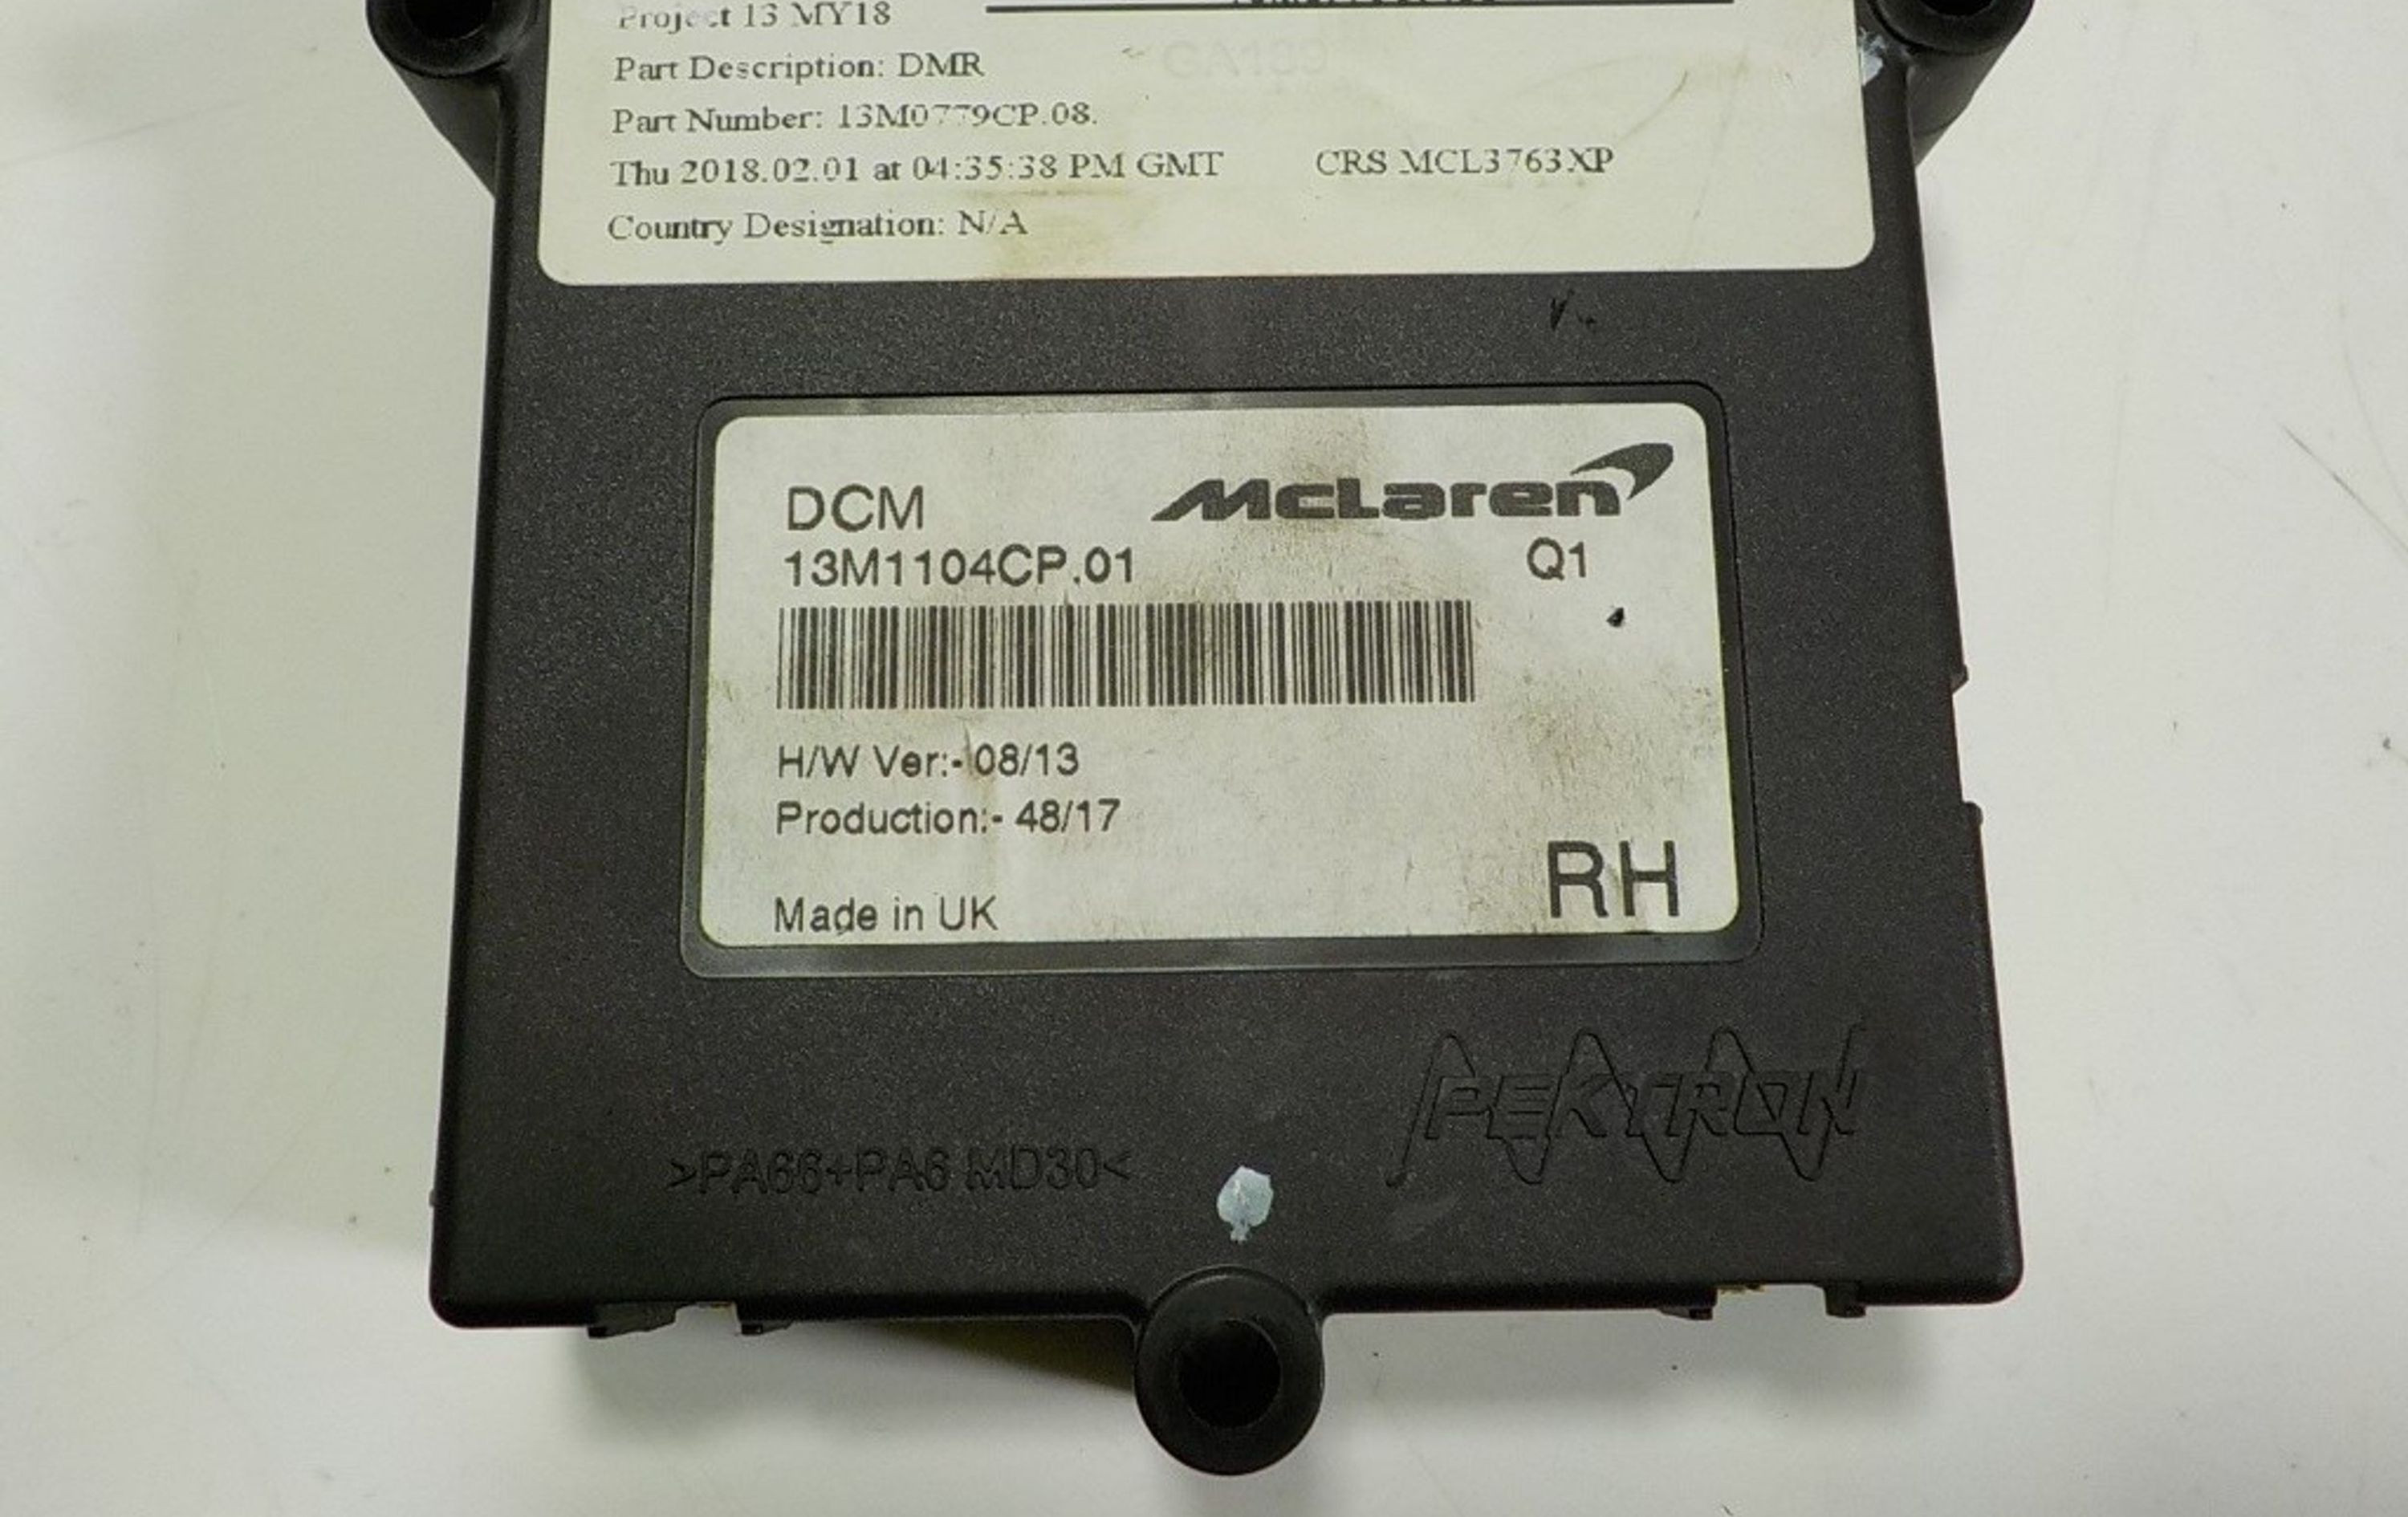 Project 13 MY18
Part Description: DMR
GA189
Part Number: 13M0779CP.08.
Thu 2018.02.01 at 04:35:38 PM GMT CRS MCL3763XP
Country Designation: N/A
DCM McLaren
13M1104CP.01 Q1
H/W Ver:- 08/13
Production:- 48/17
RH
Made in UK
PEKTRON
>PA66+PA6 MD30<